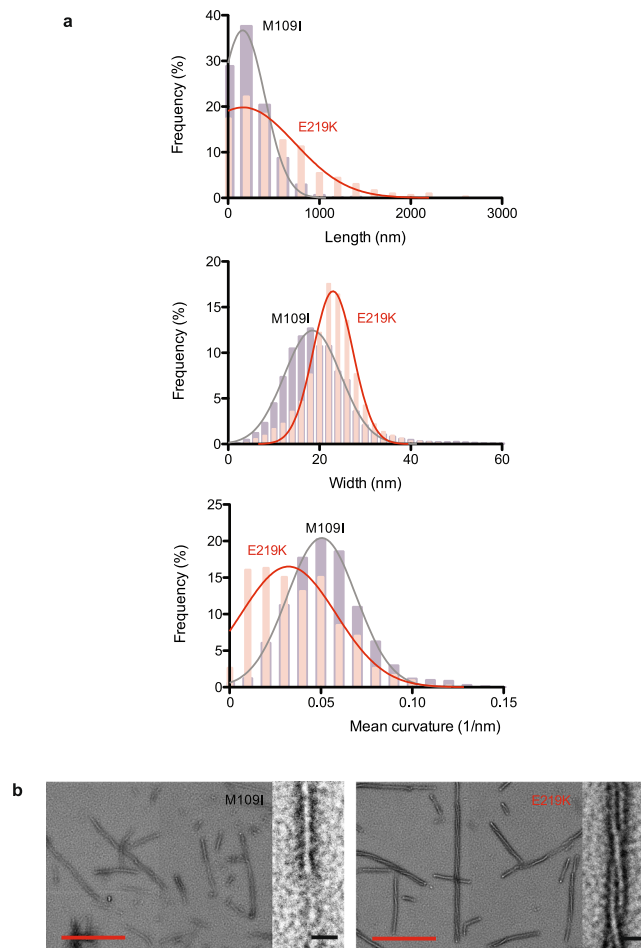 a
40
30
20
10
0
Frequency (%)
M109I
E219K
0 1000 2000 3000
Length (nm)
20
15
10
5
0
Frequency (%)
M109I
E219K
0 20 40 60
Width (nm)
25
20
15
10
5
0
Frequency (%)
M109I
E219K
0 0.05 0.10 0.15
Mean curvature (1/nm)
b
M109I
E219K